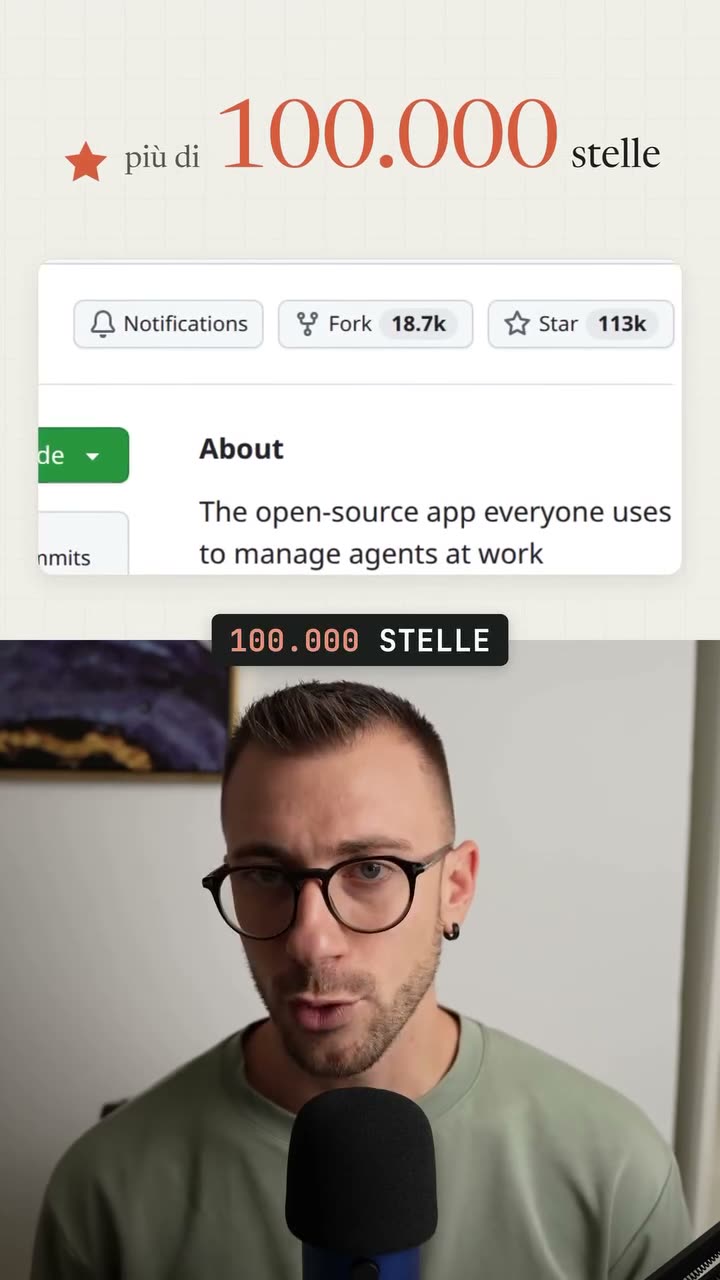 più di 100.000 stelle
Notifications Fork 18.7k Star 113k
de
About
The open-source app everyone uses
mmits
to manage agents at work
100.000 STELLE